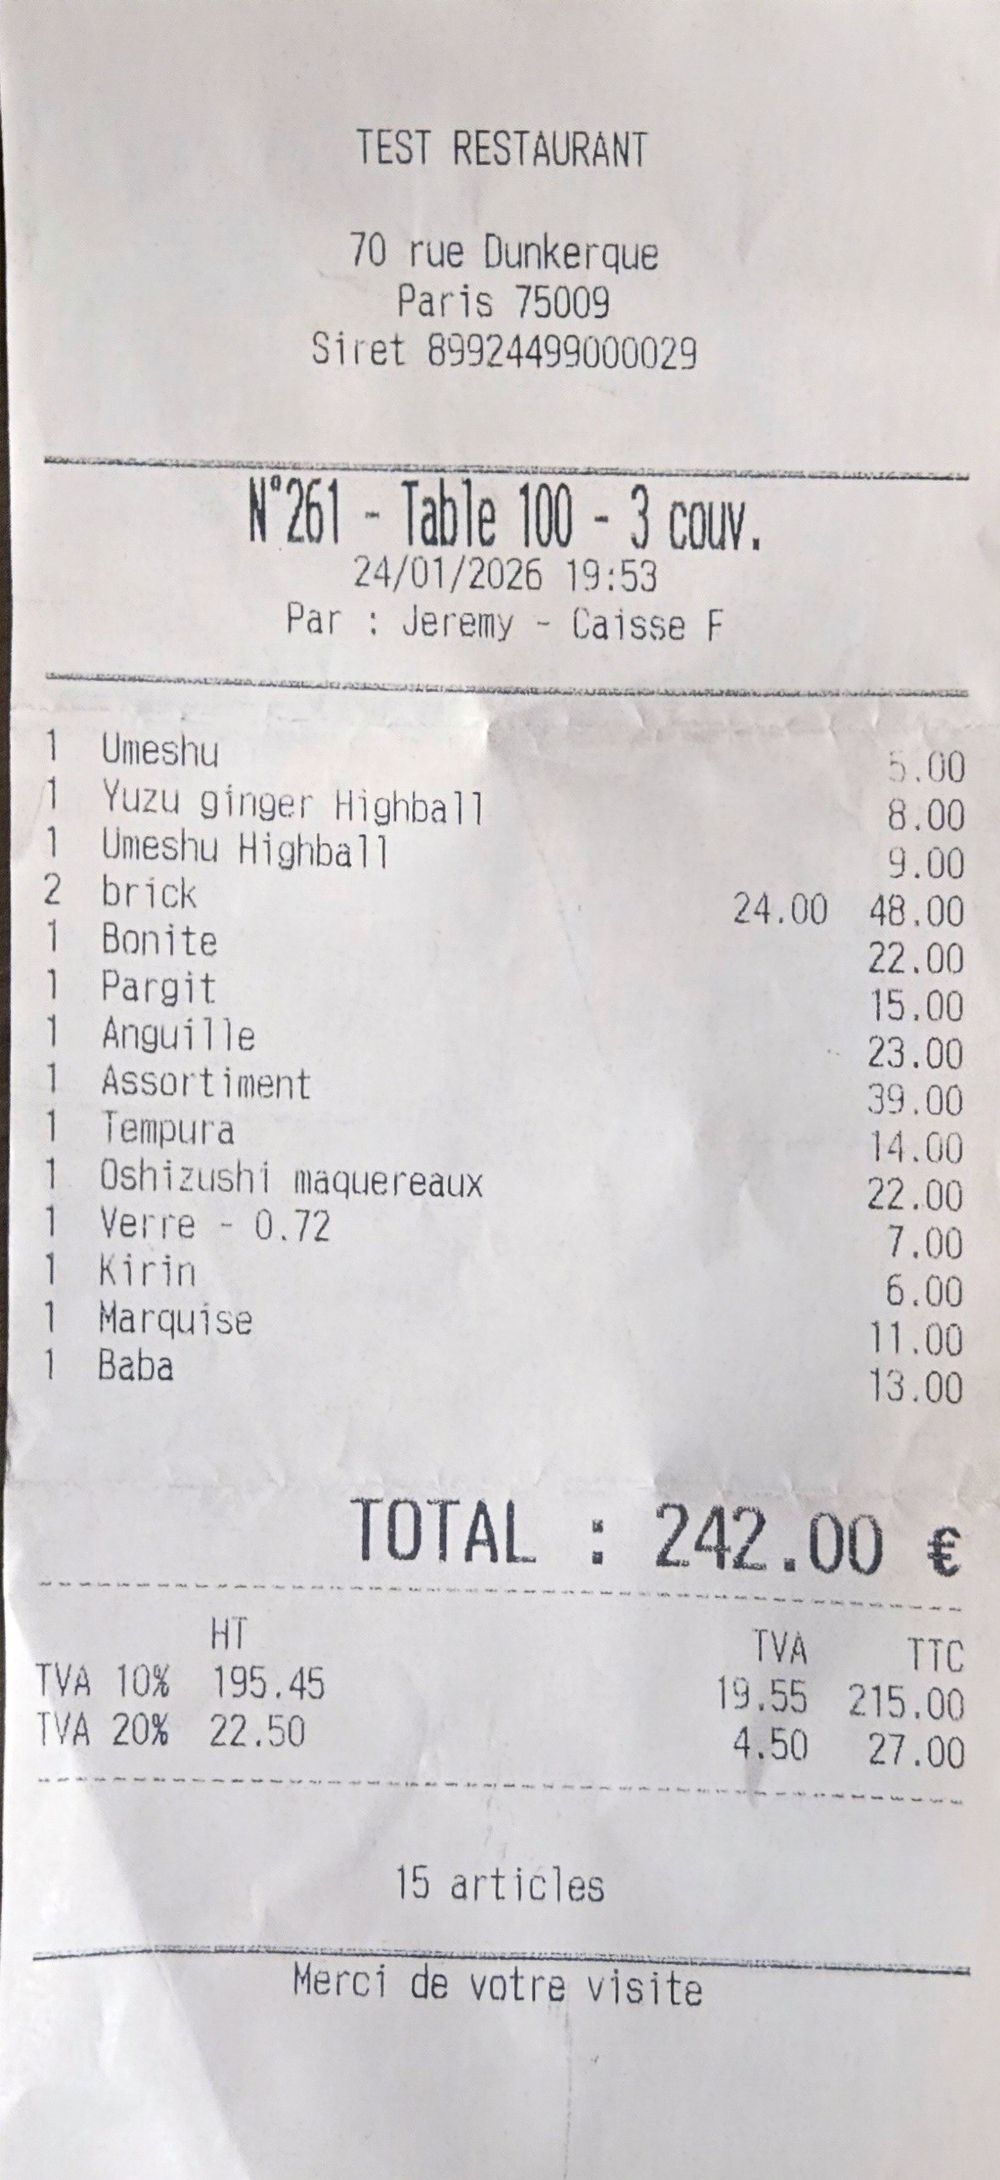 TEST RESTAURANT
70 rue Dunkerque
Paris 75009
Siret 89924499000029
N°261 - Table 100 - 3 couv.
24/01/2026 19:53
Par : Jeremy - Caisse F
1 Umeshu 5.00
1 Yuzu ginger Highball 8.00
1 Umeshu Highball 9.00
2 brick 24.00 48.00
1 Bonite 22.00
1 Pargit 15.00
1 Anguille 23.00
1 Assortiment 39.00
1 Tempura 14.00
1 Oshizushi maquereaux 22.00
1 Verre - 0.72 7.00
1 Kirin 6.00
1 Marquise 11.00
1 Baba 13.00
TOTAL : 242.00 €
HT TVA TTC
TVA 10% 195.45 19.55 215.00
TVA 20% 22.50 4.50 27.00
15 articles
Merci de votre visite